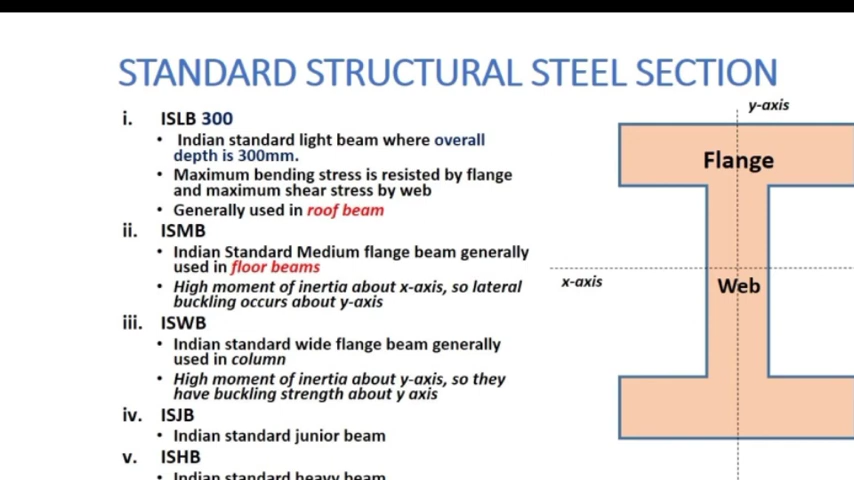 STANDARD STRUCTURAL STEEL SECTION
i. ISLB 300
• Indian standard light beam where overall
depth is 300mm.
• Maximum bending stress is resisted by flange
and maximum shear stress by web
• Generally used in roof beam
ii. ISMB
• Indian Standard Medium flange beam generally
used in floor beams
• High moment of inertia about x-axis, so lateral
buckling occurs about y-axis
iii. ISWB
• Indian standard wide flange beam generally
used in column
• High moment of inertia about y-axis, so they
have buckling strength about y axis
iv. ISJB
• Indian standard junior beam
v. ISHB
• Indian standard heavy beam
y-axis
Flange
x-axis
Web